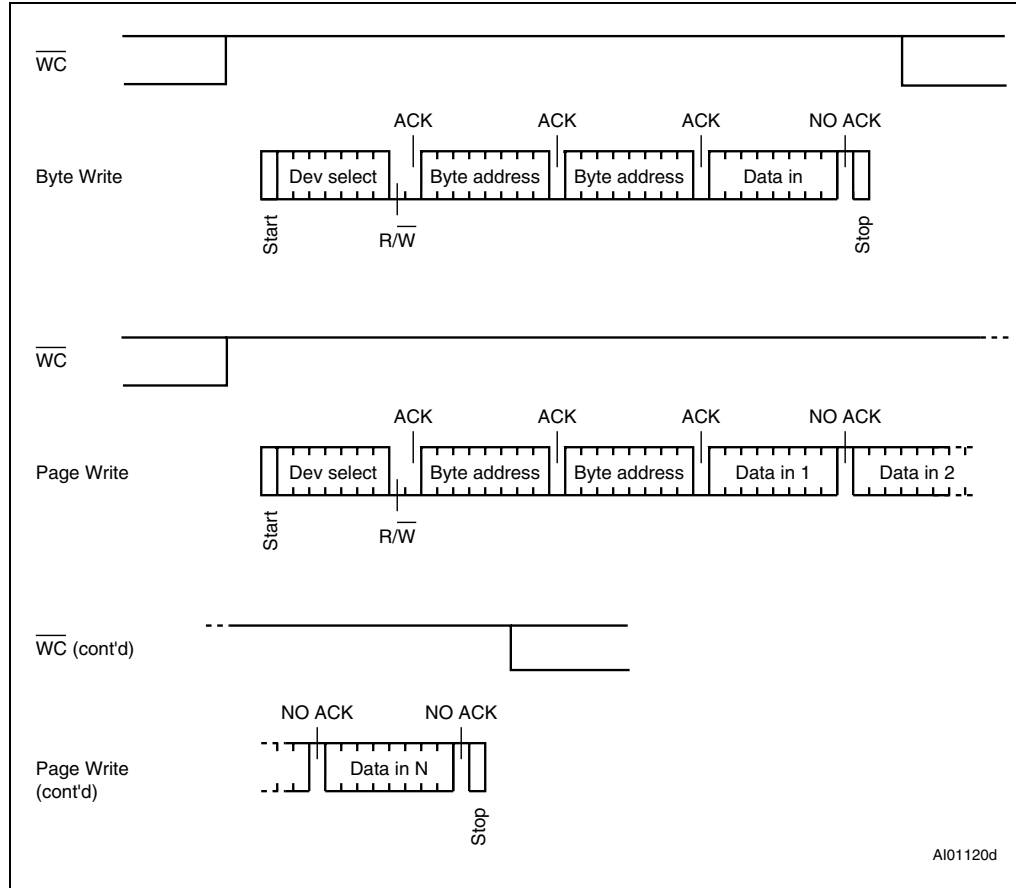 WC
ACK ACK ACK NO ACK
Byte Write Dev select Byte address Byte address Data in
Start R/W Stop
WC
ACK ACK ACK NO ACK
Page Write Dev select Byte address Byte address Data in 1 Data in 2
Start R/W
WC (cont'd)
NO ACK NO ACK
Page Write (cont'd) Data in N
Stop
AI01120d